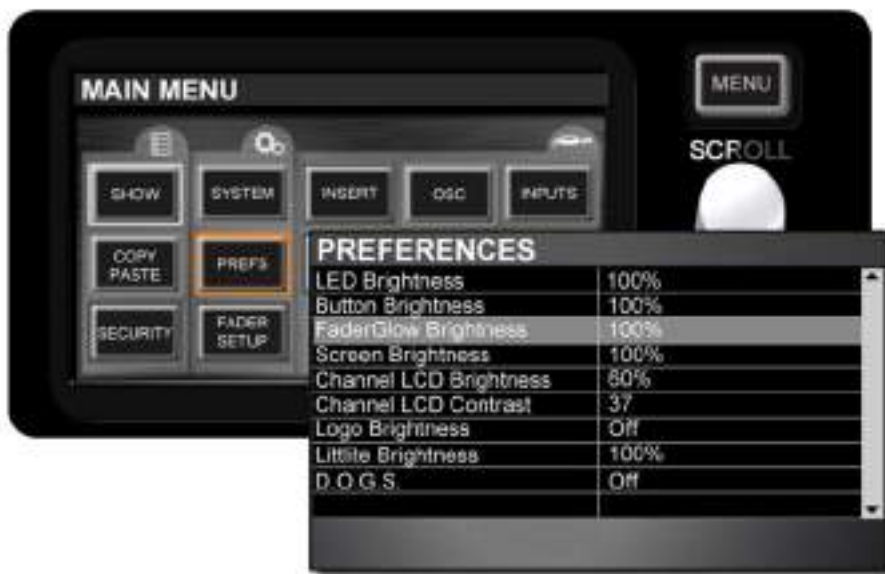 MAIN MENU
MENU
SCROLL
SHOW
SYSTEM
INSERT
OSC
INPUTS
COPY
PASTE
PREFS
SECURITY
FADER
SETUP
PREFERENCES
LED Brightness 100%
Button Brightness 100%
FaderGlow Brightness 100%
Screen Brightness 100%
Channel LCD Brightness 60%
Channel LCD Contrast 37
Logo Brightness Off
Littlite Brightness 100%
D.O.G.S. Off